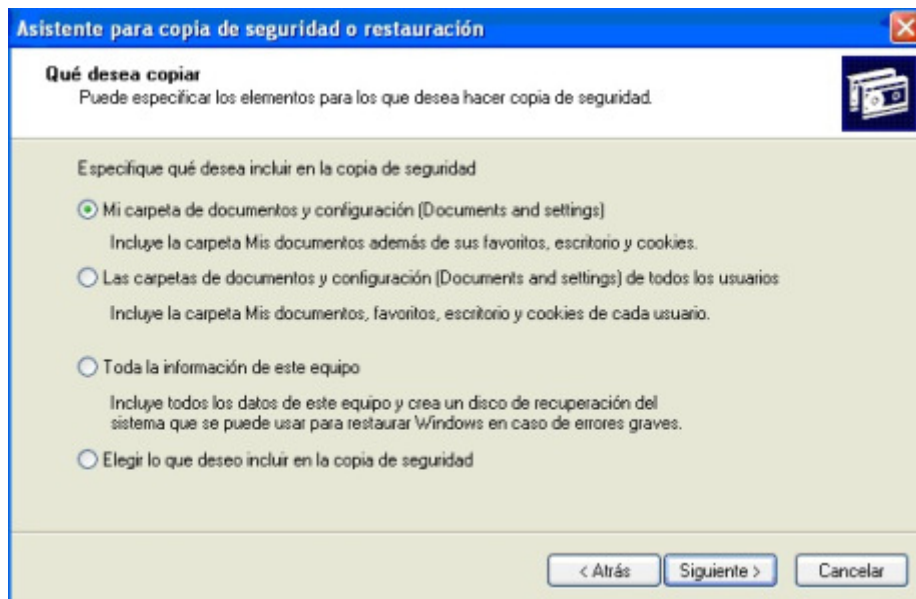 Asistente para copia de seguridad o restauración
Qué desea copiar
Puede especificar los elementos para los que desea hacer copia de seguridad.
Especifique qué desea incluir en la copia de seguridad
Mi carpeta de documentos y configuración (Documents and settings)
Incluye la carpeta Mis documentos además de sus favoritos, escritorio y cookies.
Las carpetas de documentos y configuración (Documents and settings) de todos los usuarios
Incluye la carpeta Mis documentos, favoritos, escritorio y cookies de cada usuario.
Toda la información de este equipo
Incluye todos los datos de este equipo y crea un disco de recuperación del
sistema que se puede usar para restaurar Windows en caso de errores graves.
Elegir lo que deseo incluir en la copia de seguridad
< Atrás Siguiente > Cancelar